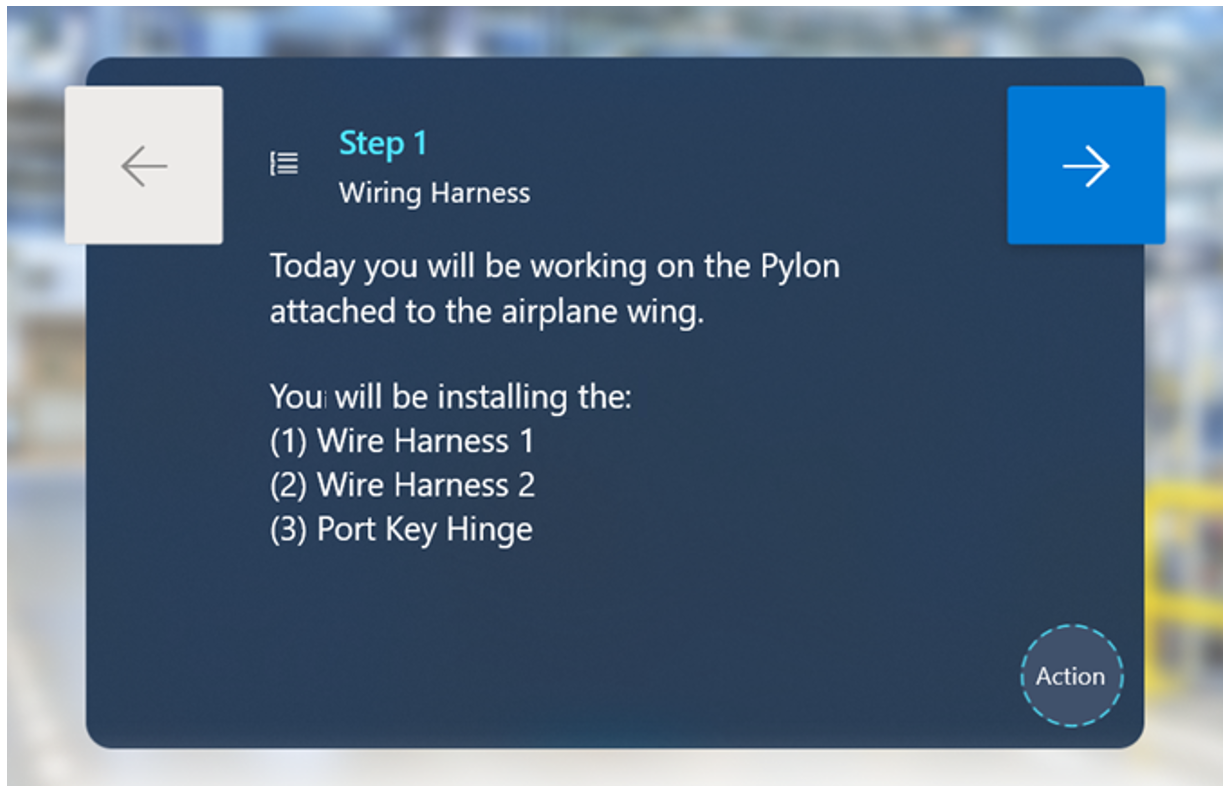 Step 1
Wiring Harness
Today you will be working on the Pylon
attached to the airplane wing.
You will be installing the:
(1) Wire Harness 1
(2) Wire Harness 2
(3) Port Key Hinge
Action